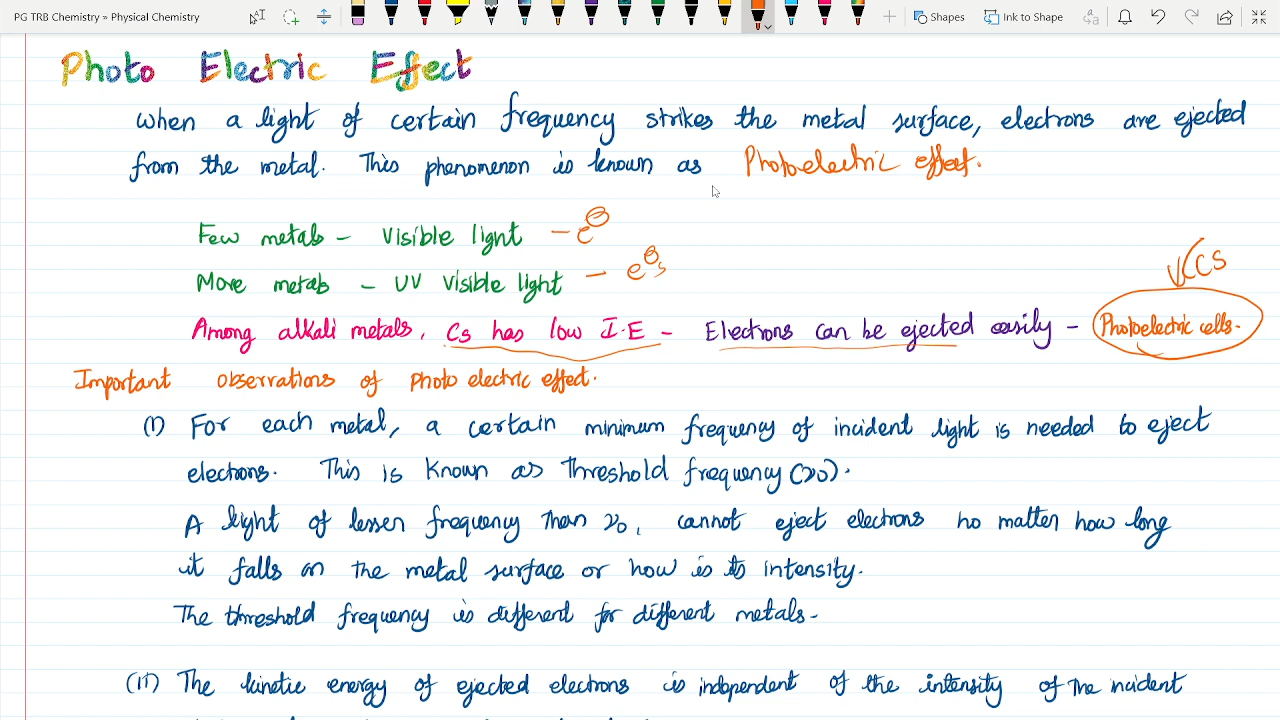 PG TRB Chemistry » Physical Chemistry
Shapes
Ink to Shape
Photo Electric Effect
When a light of certain frequency strikes the metal surface, electrons are ejected
from the metal. This phenomenon is known as Photoelectric effect.
Few metals – Visible light – e⊖
More metals – UV Visible light – e⊖s
Cs
Among alkali metals, Cs has low I.E – Electrons can be ejected easily – Photoelectric cells.
Important observations of photo electric effect.
(i) For each metal, a certain minimum frequency of incident light is needed to eject
electrons. This is known as threshold frequency (ν0).
A light of lesser frequency than ν0, cannot eject electrons no matter how long
it falls on the metal surface or how is its intensity.
The threshold frequency is different for different metals.
(ii) The kinetic energy of ejected electrons is independent of the intensity of the incident